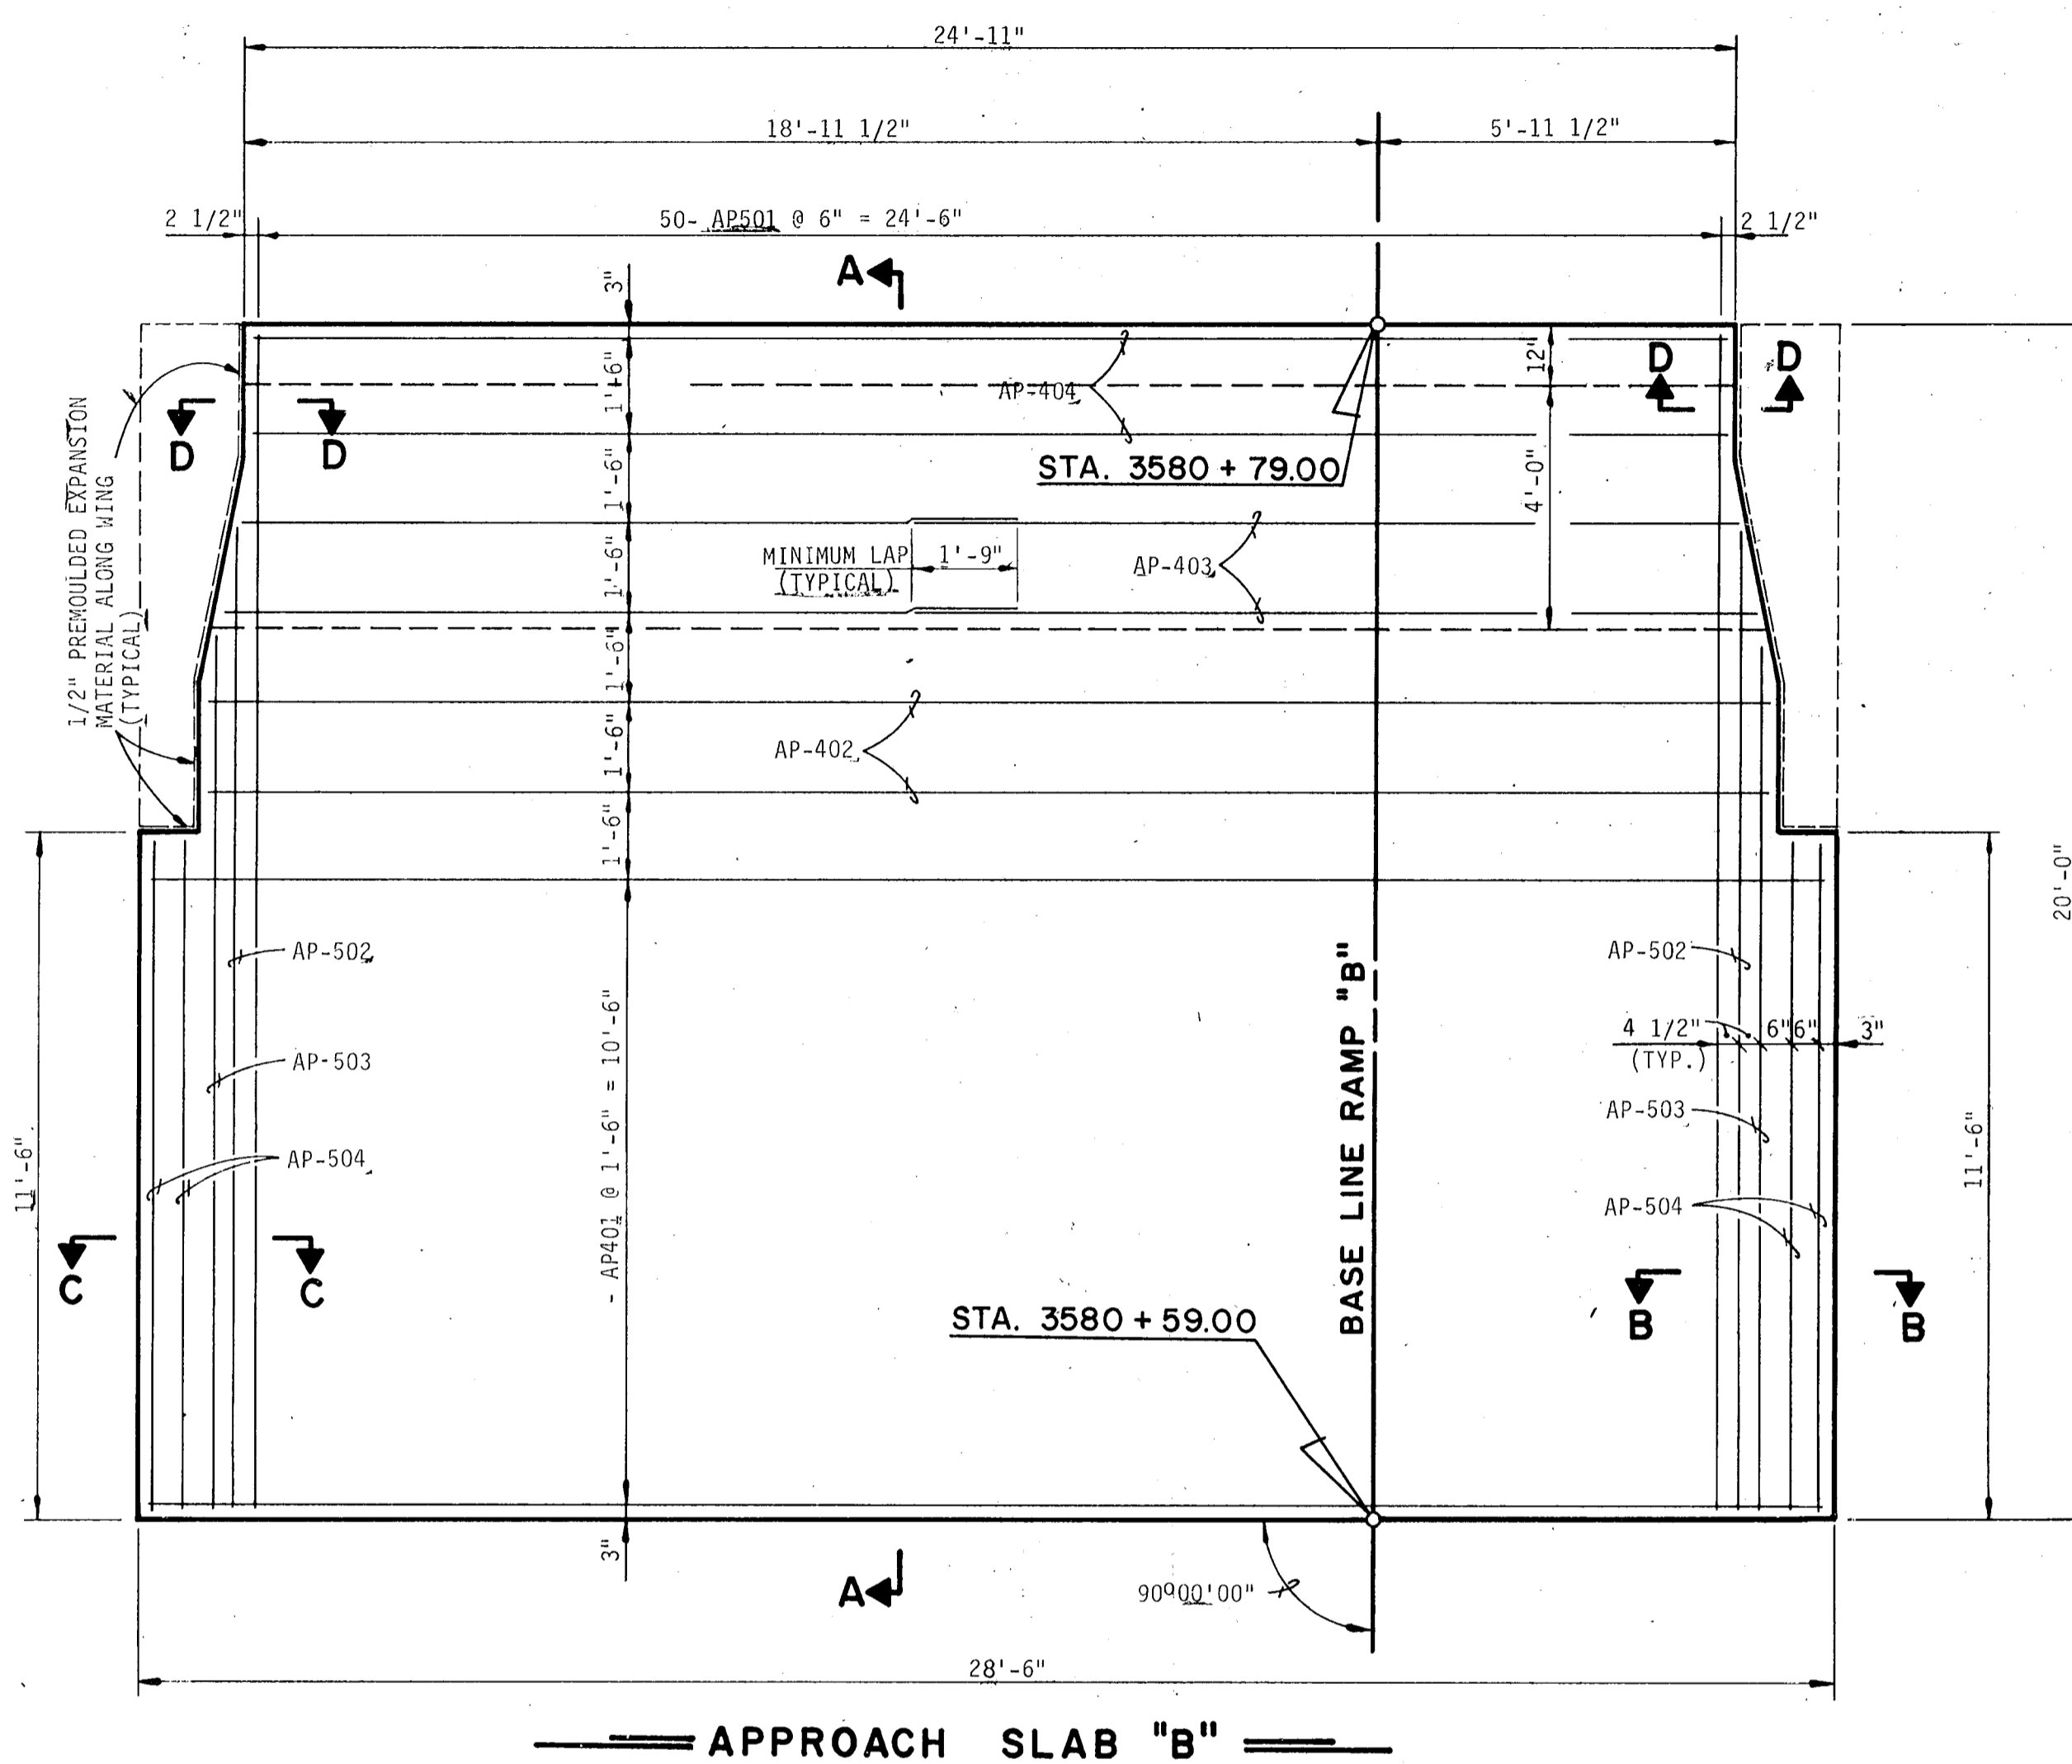 24'-11"
18'-11 1/2"
5'-11 1/2"
2 1/2"
50- AP501 @ 6" = 24'-6"
2 1/2"
A
3"
1'-6"
AP-404
12"
D
D
D
D
1'-6"
STA. 3580 + 79.00
4'-0"
1/2" PREMOULDED EXPANSION
MATERIAL ALONG WING
(TYPICAL)
1'-6"
MINIMUM LAP
(TYPICAL)
1'-9"
AP-403
1'-6"
1'-6"
AP-402
1'-6"
20'-0"
AP-502
AP-502
BASE LINE RAMP "B"
4 1/2"
(TYP.)
6"
6"
3"
AP-503
AP-503
- AP401 @ 1'-6" = 10'-6"
11'-6"
11'-6"
AP-504
AP-504
C
C
B
B
STA. 3580 + 59.00
3"
A
90°00'00"
28'-6"
APPROACH SLAB "B"